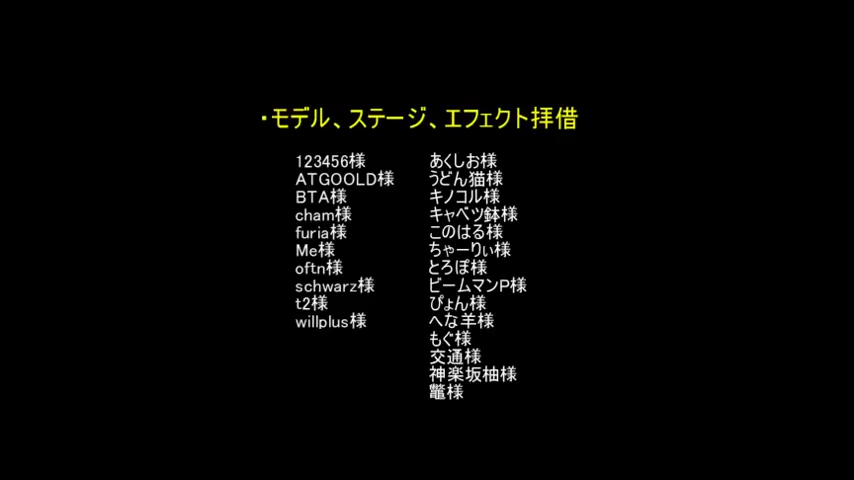 ・モデル、ステージ、エフェクト拝借
123456様
ATGOOLD様
BTA様
cham様
furia様
Me様
oftn様
schwarz様
t2様
willplus様
あくしお様
うどん猫様
キノコル様
キャベツ鉢様
このはる様
ちゃーりぃ様
とろぽ様
ビームマンP様
ぴょん様
へな羊様
もぐ様
交通様
神楽坂柚様
鼈様